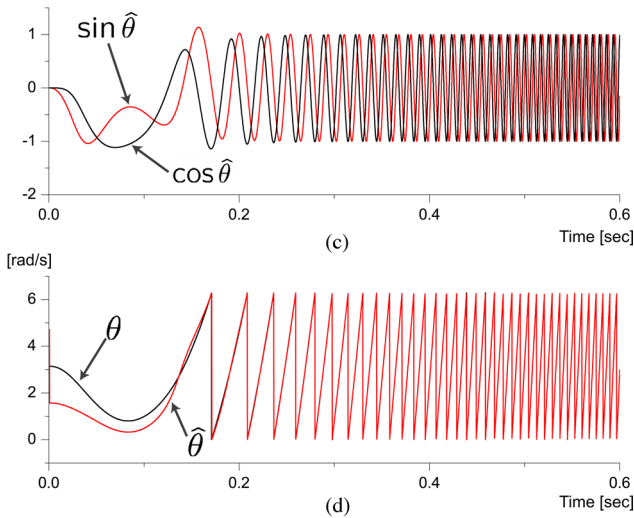 1
sin θ̂
0
-1
cos θ̂
-2
0.0 0.2 0.4 0.6
(c) Time [sec]
[rad/s]
6
θ
4
2
θ̂
0
0.0 0.2 0.4 0.6
(d) Time [sec]